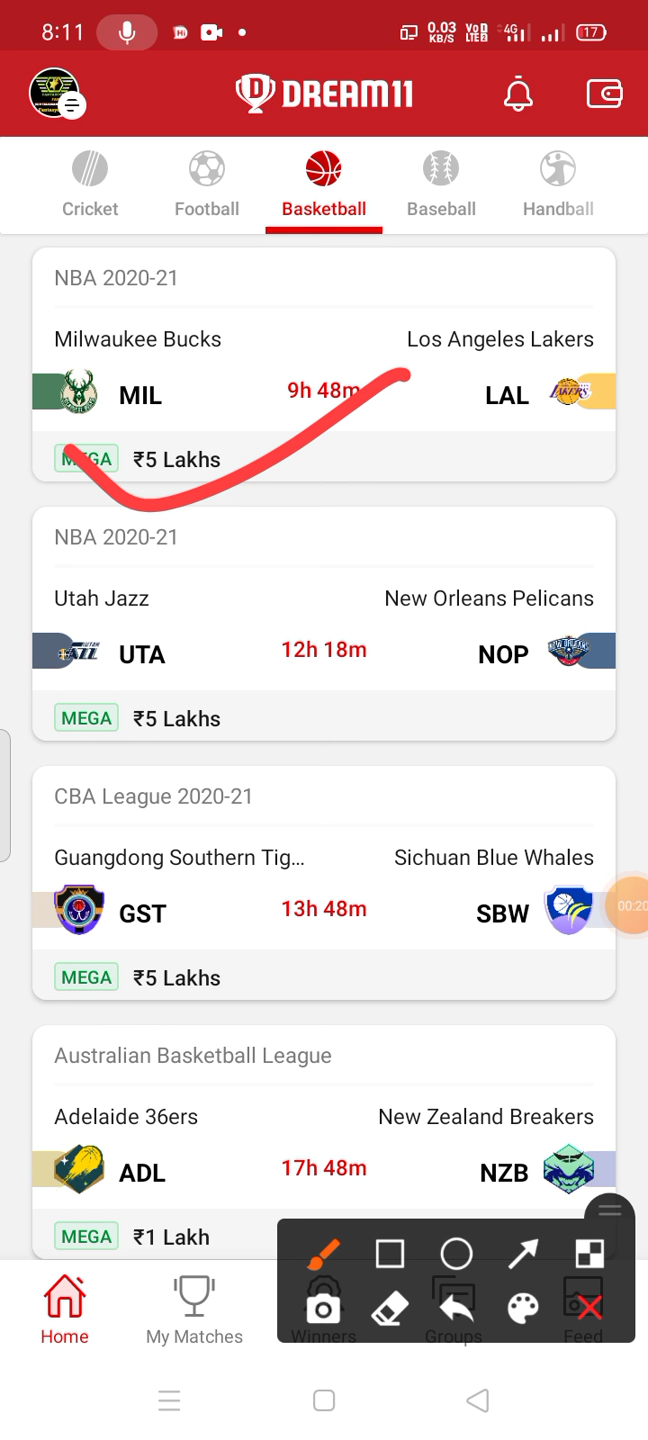 8:11 0.03 KB/S VoD LTE2 4G 17
DREAM11
Cricket Football Basketball Baseball Handball
NBA 2020-21
Milwaukee Bucks Los Angeles Lakers
MIL 9h 48m LAL
MEGA ₹5 Lakhs
NBA 2020-21
Utah Jazz New Orleans Pelicans
UTA 12h 18m NOP
MEGA ₹5 Lakhs
CBA League 2020-21
Guangdong Southern Tig... Sichuan Blue Whales
GST 13h 48m SBW
00:20
MEGA ₹5 Lakhs
Australian Basketball League
Adelaide 36ers New Zealand Breakers
ADL 17h 48m NZB
MEGA ₹1 Lakh
Home My Matches Winners Groups Feed